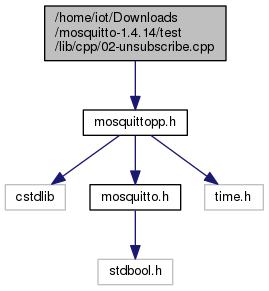 /home/iot/Downloads
/mosquitto-1.4.14/test
/lib/cpp/02-unsubscribe.cpp
mosquittopp.h
cstdlib
mosquitto.h
time.h
stdbool.h